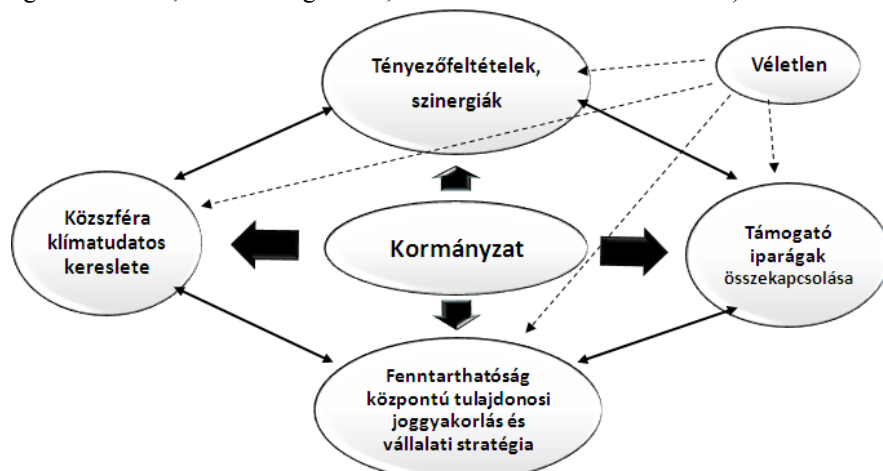 Tényezőfeltételek,
szinergiák
Véletlen
Közszféra
klímatudatos
kereslete
Kormányzat
Támogató
iparágak
összekapcsolása
Fenntarthatóság
központú tulajdonosi
joggyakorlás és
vállalati stratégia